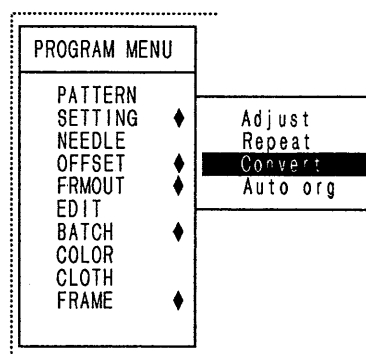 PROGRAM MENU
PATTERN
SETTING ♦
NEEDLE
OFFSET ♦
FRMOUT ♦
EDIT
BATCH ♦
COLOR
CLOTH
FRAME ♦
Adjust
Repeat
Convert
Auto org